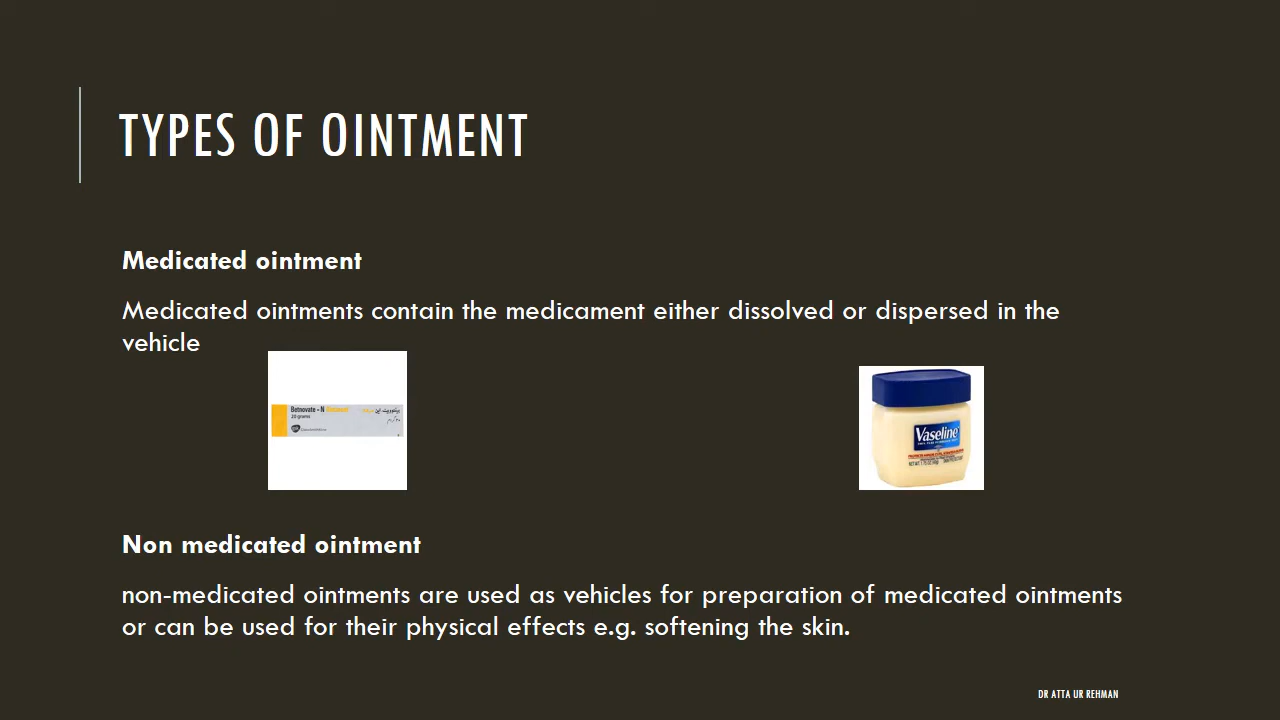 TYPES OF OINTMENT
Medicated ointment
Medicated ointments contain the medicament either dissolved or dispersed in the
vehicle
Betnovate - N
20 grams
Vaseline
Non medicated ointment
non-medicated ointments are used as vehicles for preparation of medicated ointments
or can be used for their physical effects e.g. softening the skin.
DR ATTA UR REHMAN